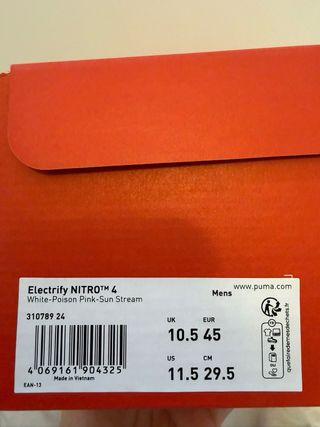 Electrify NITRO™ 4
White-Poison Pink-Sun Stream
Mens
www.puma.com
310789 24
UK EUR
10.5 45
US CM
11.5 29.5
4 069161 904325
Made in Vietnam
EAN-13
quefairedemesdechets.fr